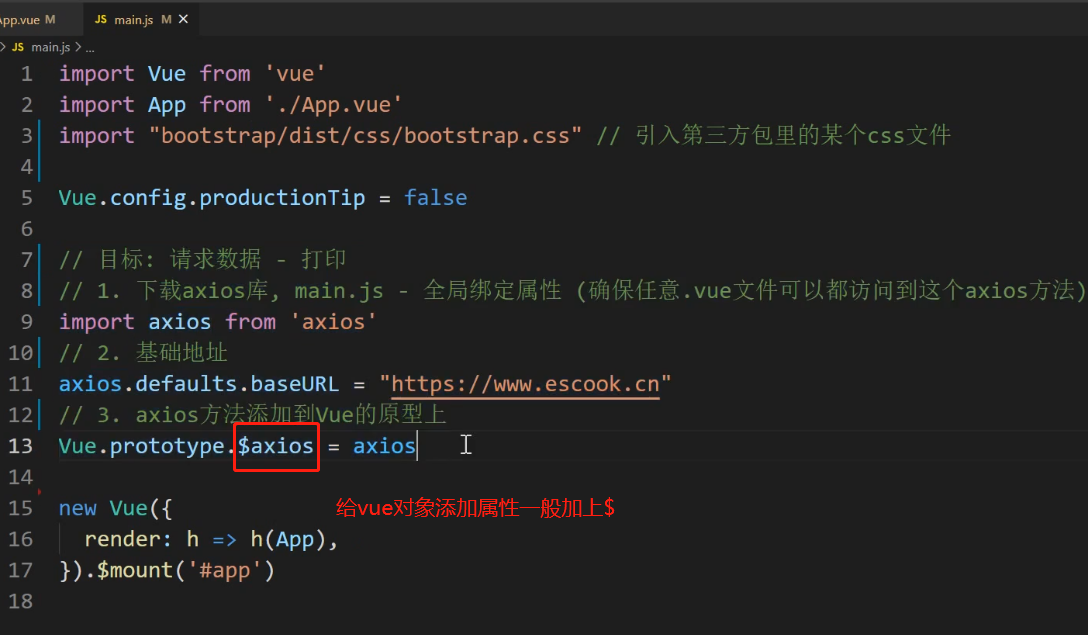 App.vue M JS main.js M ×
> JS main.js > ...
1 import Vue from 'vue'
2 import App from './App.vue'
3 import "bootstrap/dist/css/bootstrap.css" // 引入第三方包里的某个css文件
4
5 Vue.config.productionTip = false
6
7 // 目标: 请求数据 - 打印
8 // 1. 下载axios库, main.js - 全局绑定属性 (确保任意.vue文件可以都访问到这个axios方法)
9 import axios from 'axios'
10 // 2. 基础地址
11 axios.defaults.baseURL = "https://www.escook.cn"
12 // 3. axios方法添加到Vue的原型上
13 Vue.prototype.$axios = axios
14
15 new Vue({
给vue对象添加属性一般加上$
16 render: h => h(App),
17 }).$mount('#app')
18